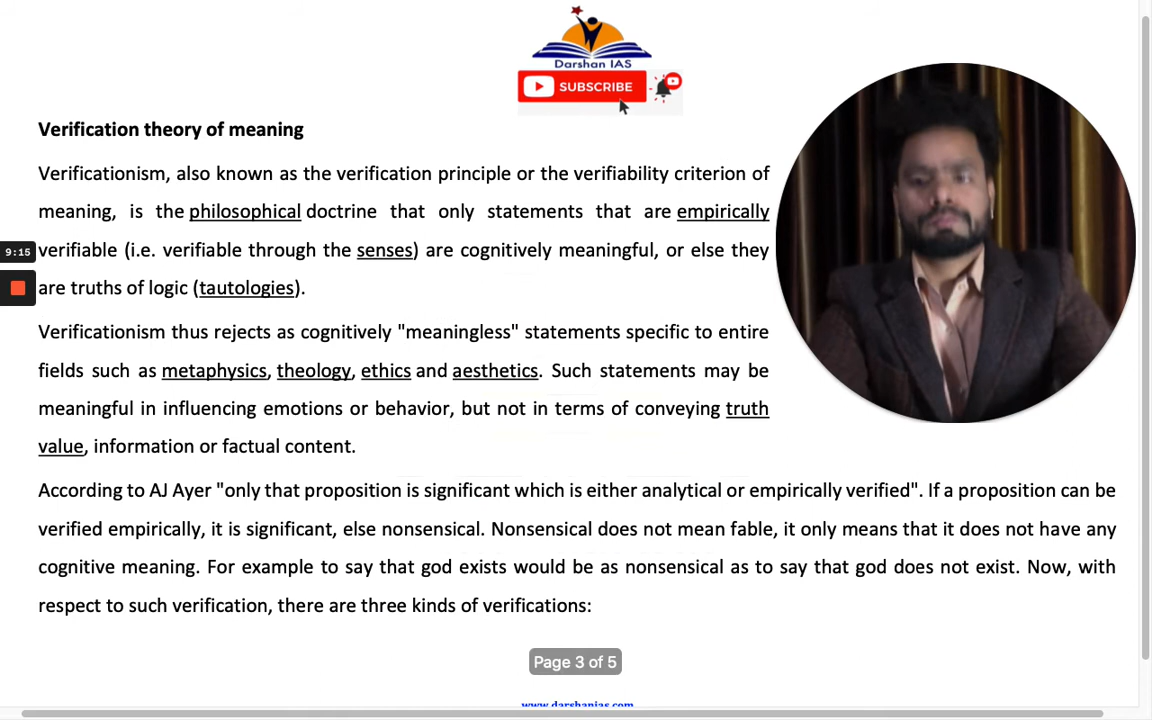 Darshan IAS
SUBSCRIBE
Verification theory of meaning
Verificationism, also known as the verification principle or the verifiability criterion of
meaning, is the philosophical doctrine that only statements that are empirically
9:15
verifiable (i.e. verifiable through the senses) are cognitively meaningful, or else they
are truths of logic (tautologies).
Verificationism thus rejects as cognitively "meaningless" statements specific to entire
fields such as metaphysics, theology, ethics and aesthetics. Such statements may be
meaningful in influencing emotions or behavior, but not in terms of conveying truth
value, information or factual content.
According to AJ Ayer "only that proposition is significant which is either analytical or empirically verified". If a proposition can be
verified empirically, it is significant, else nonsensical. Nonsensical does not mean fable, it only means that it does not have any
cognitive meaning. For example to say that god exists would be as nonsensical as to say that god does not exist. Now, with
respect to such verification, there are three kinds of verifications:
Page 3 of 5
www.darshanias.com